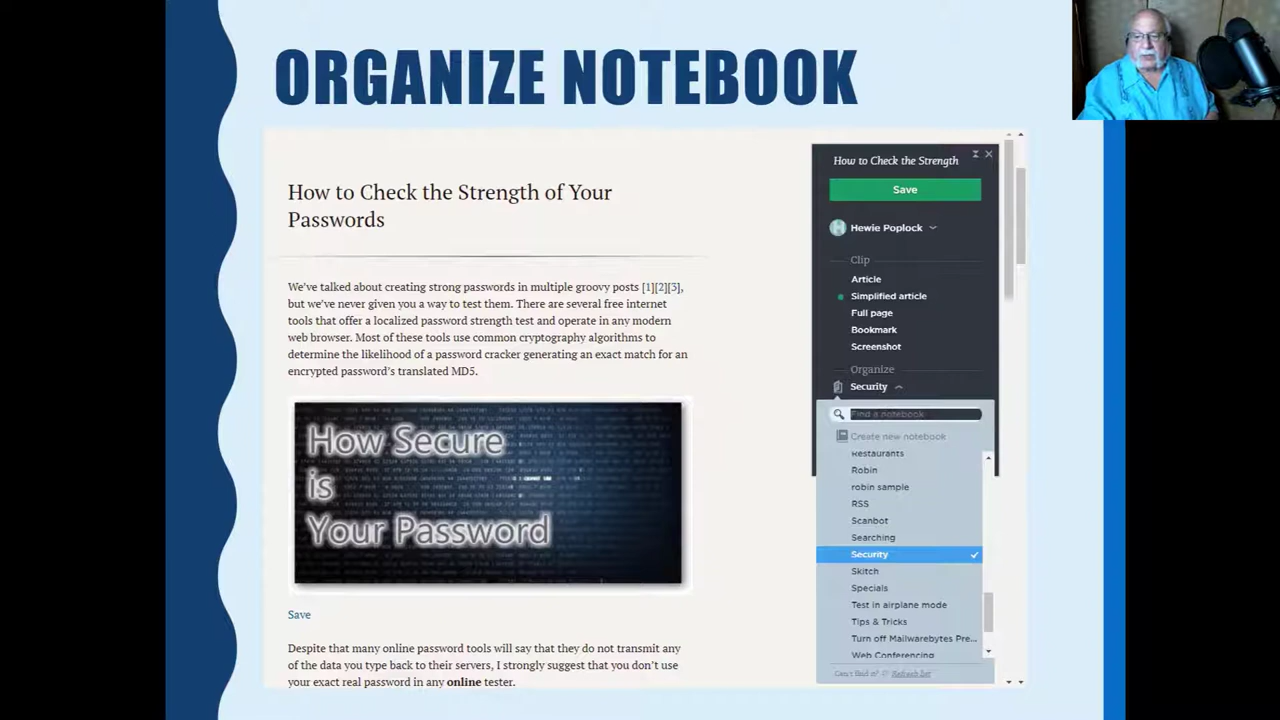 ORGANIZE NOTEBOOK
How to Check the Strength of Your
Passwords
We've talked about creating strong passwords in multiple groovy posts [1][2][3],
but we've never given you a way to test them. There are several free internet
tools that offer a localized password strength test and operate in any modern
web browser. Most of these tools use common cryptography algorithms to
determine the likelihood of a password cracker generating an exact match for an
encrypted password's translated MD5.
How Secure
is
Your Password
Save
Despite that many online password tools will say that they do not transmit any
of the data you type back to their servers, I strongly suggest that you don't use
your exact real password in any online tester.
How to Check the Strength
Save
Hewie Poplock
Clip
Article
Simplified article
Full page
Bookmark
Screenshot
Organize
Security
Find a notebook
Create new notebook
Restaurants
Robin
robin sample
RSS
Scanbot
Searching
Security
Skitch
Specials
Test in airplane mode
Tips & Tricks
Turn off Mailwarebytes Pre...
Web Conferencing
Can't find it? Refresh list